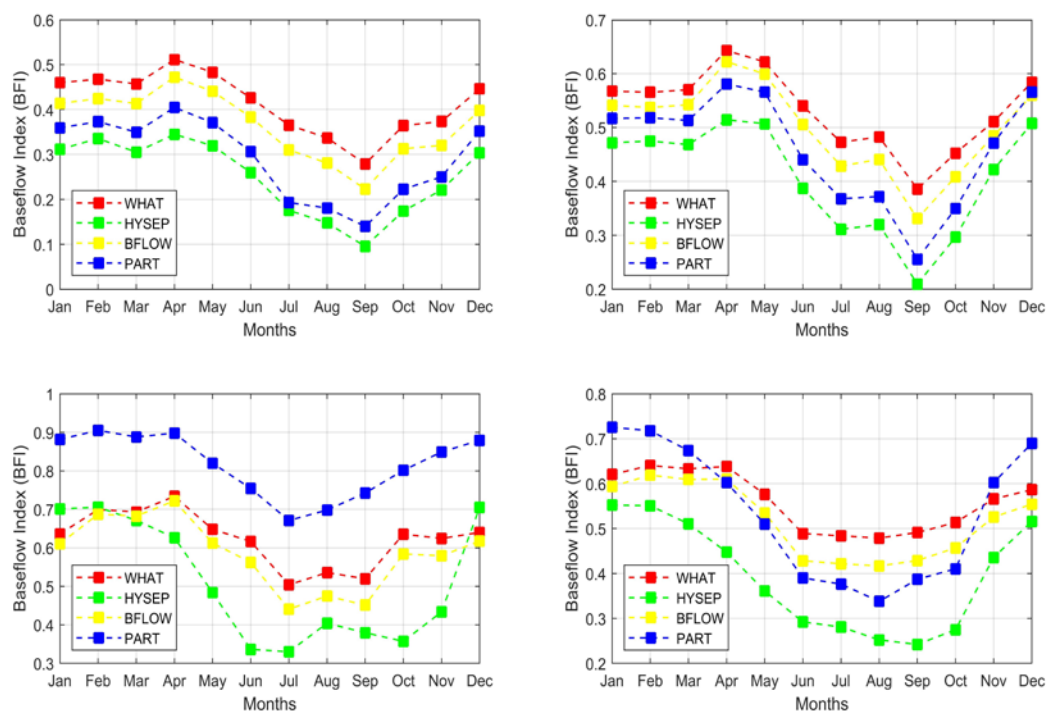 0.6
0.5
0.4
0.3
0.2
0.1
0
Baseflow Index (BFI)
WHAT
HYSEP
BFLOW
PART
Jan Feb Mar Apr May Jun Jul Aug Sep Oct Nov Dec
Months
0.7
0.6
0.5
0.4
0.3
0.2
Baseflow Index (BFI)
WHAT
HYSEP
BFLOW
PART
Jan Feb Mar Apr May Jun Jul Aug Sep Oct Nov Dec
Months
1
0.9
0.8
0.7
0.6
0.5
0.4
0.3
Baseflow Index (BFI)
WHAT
HYSEP
BFLOW
PART
Jan Feb Mar Apr May Jun Jul Aug Sep Oct Nov Dec
Months
0.8
0.7
0.6
0.5
0.4
0.3
0.2
Baseflow Index (BFI)
WHAT
HYSEP
BFLOW
PART
Jan Feb Mar Apr May Jun Jul Aug Sep Oct Nov Dec
Months